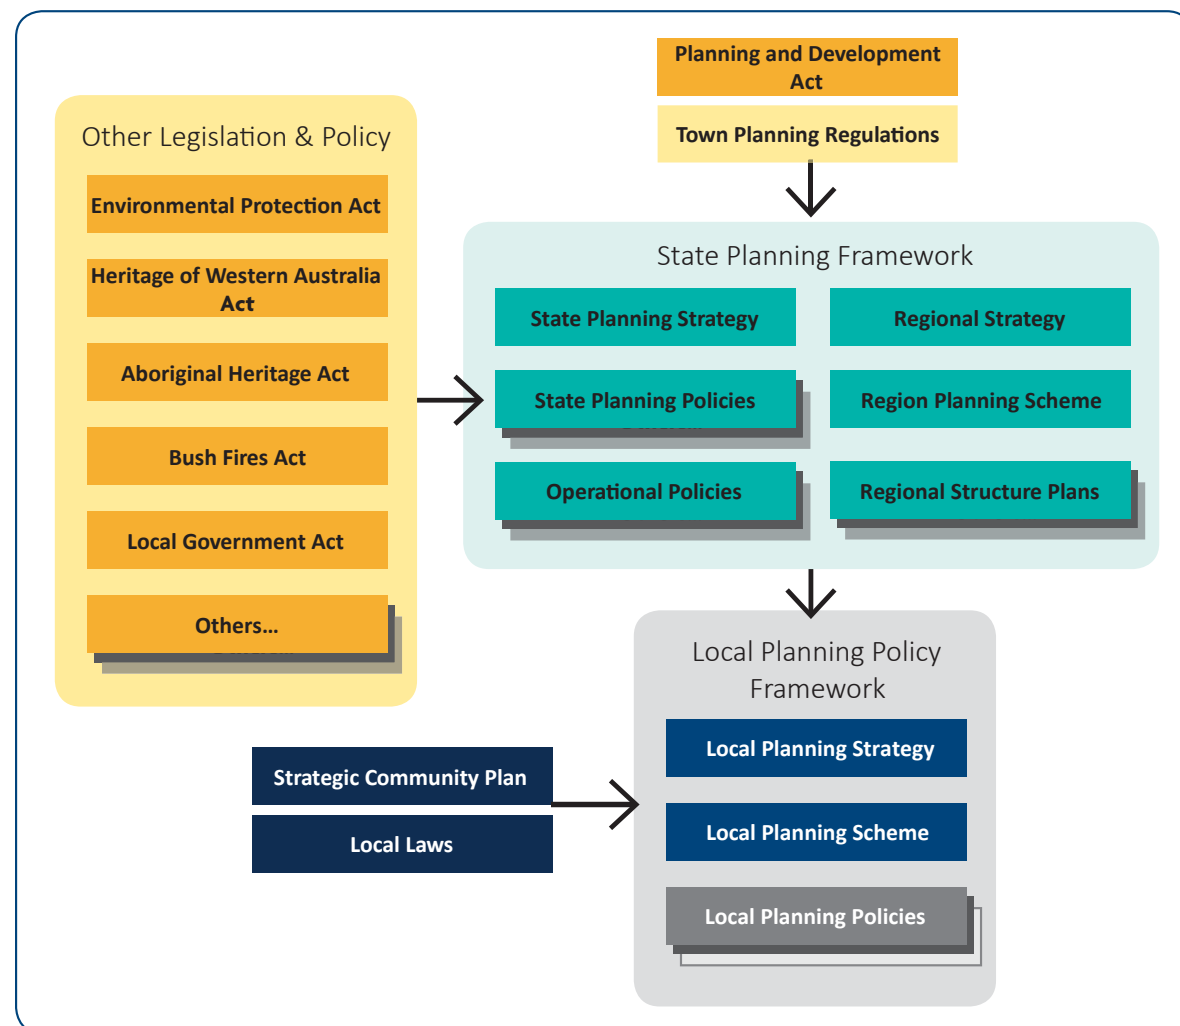 Planning and Development
Act
Town Planning Regulations
Other Legislation & Policy
Environmental Protection Act
Heritage of Western Australia
Act
Aboriginal Heritage Act
Bush Fires Act
Local Government Act
Others...
State Planning Framework
State Planning Strategy
Regional Strategy
State Planning Policies
Region Planning Scheme
Operational Policies
Regional Structure Plans
Local Planning Policy
Framework
Local Planning Strategy
Local Planning Scheme
Local Planning Policies
Strategic Community Plan
Local Laws